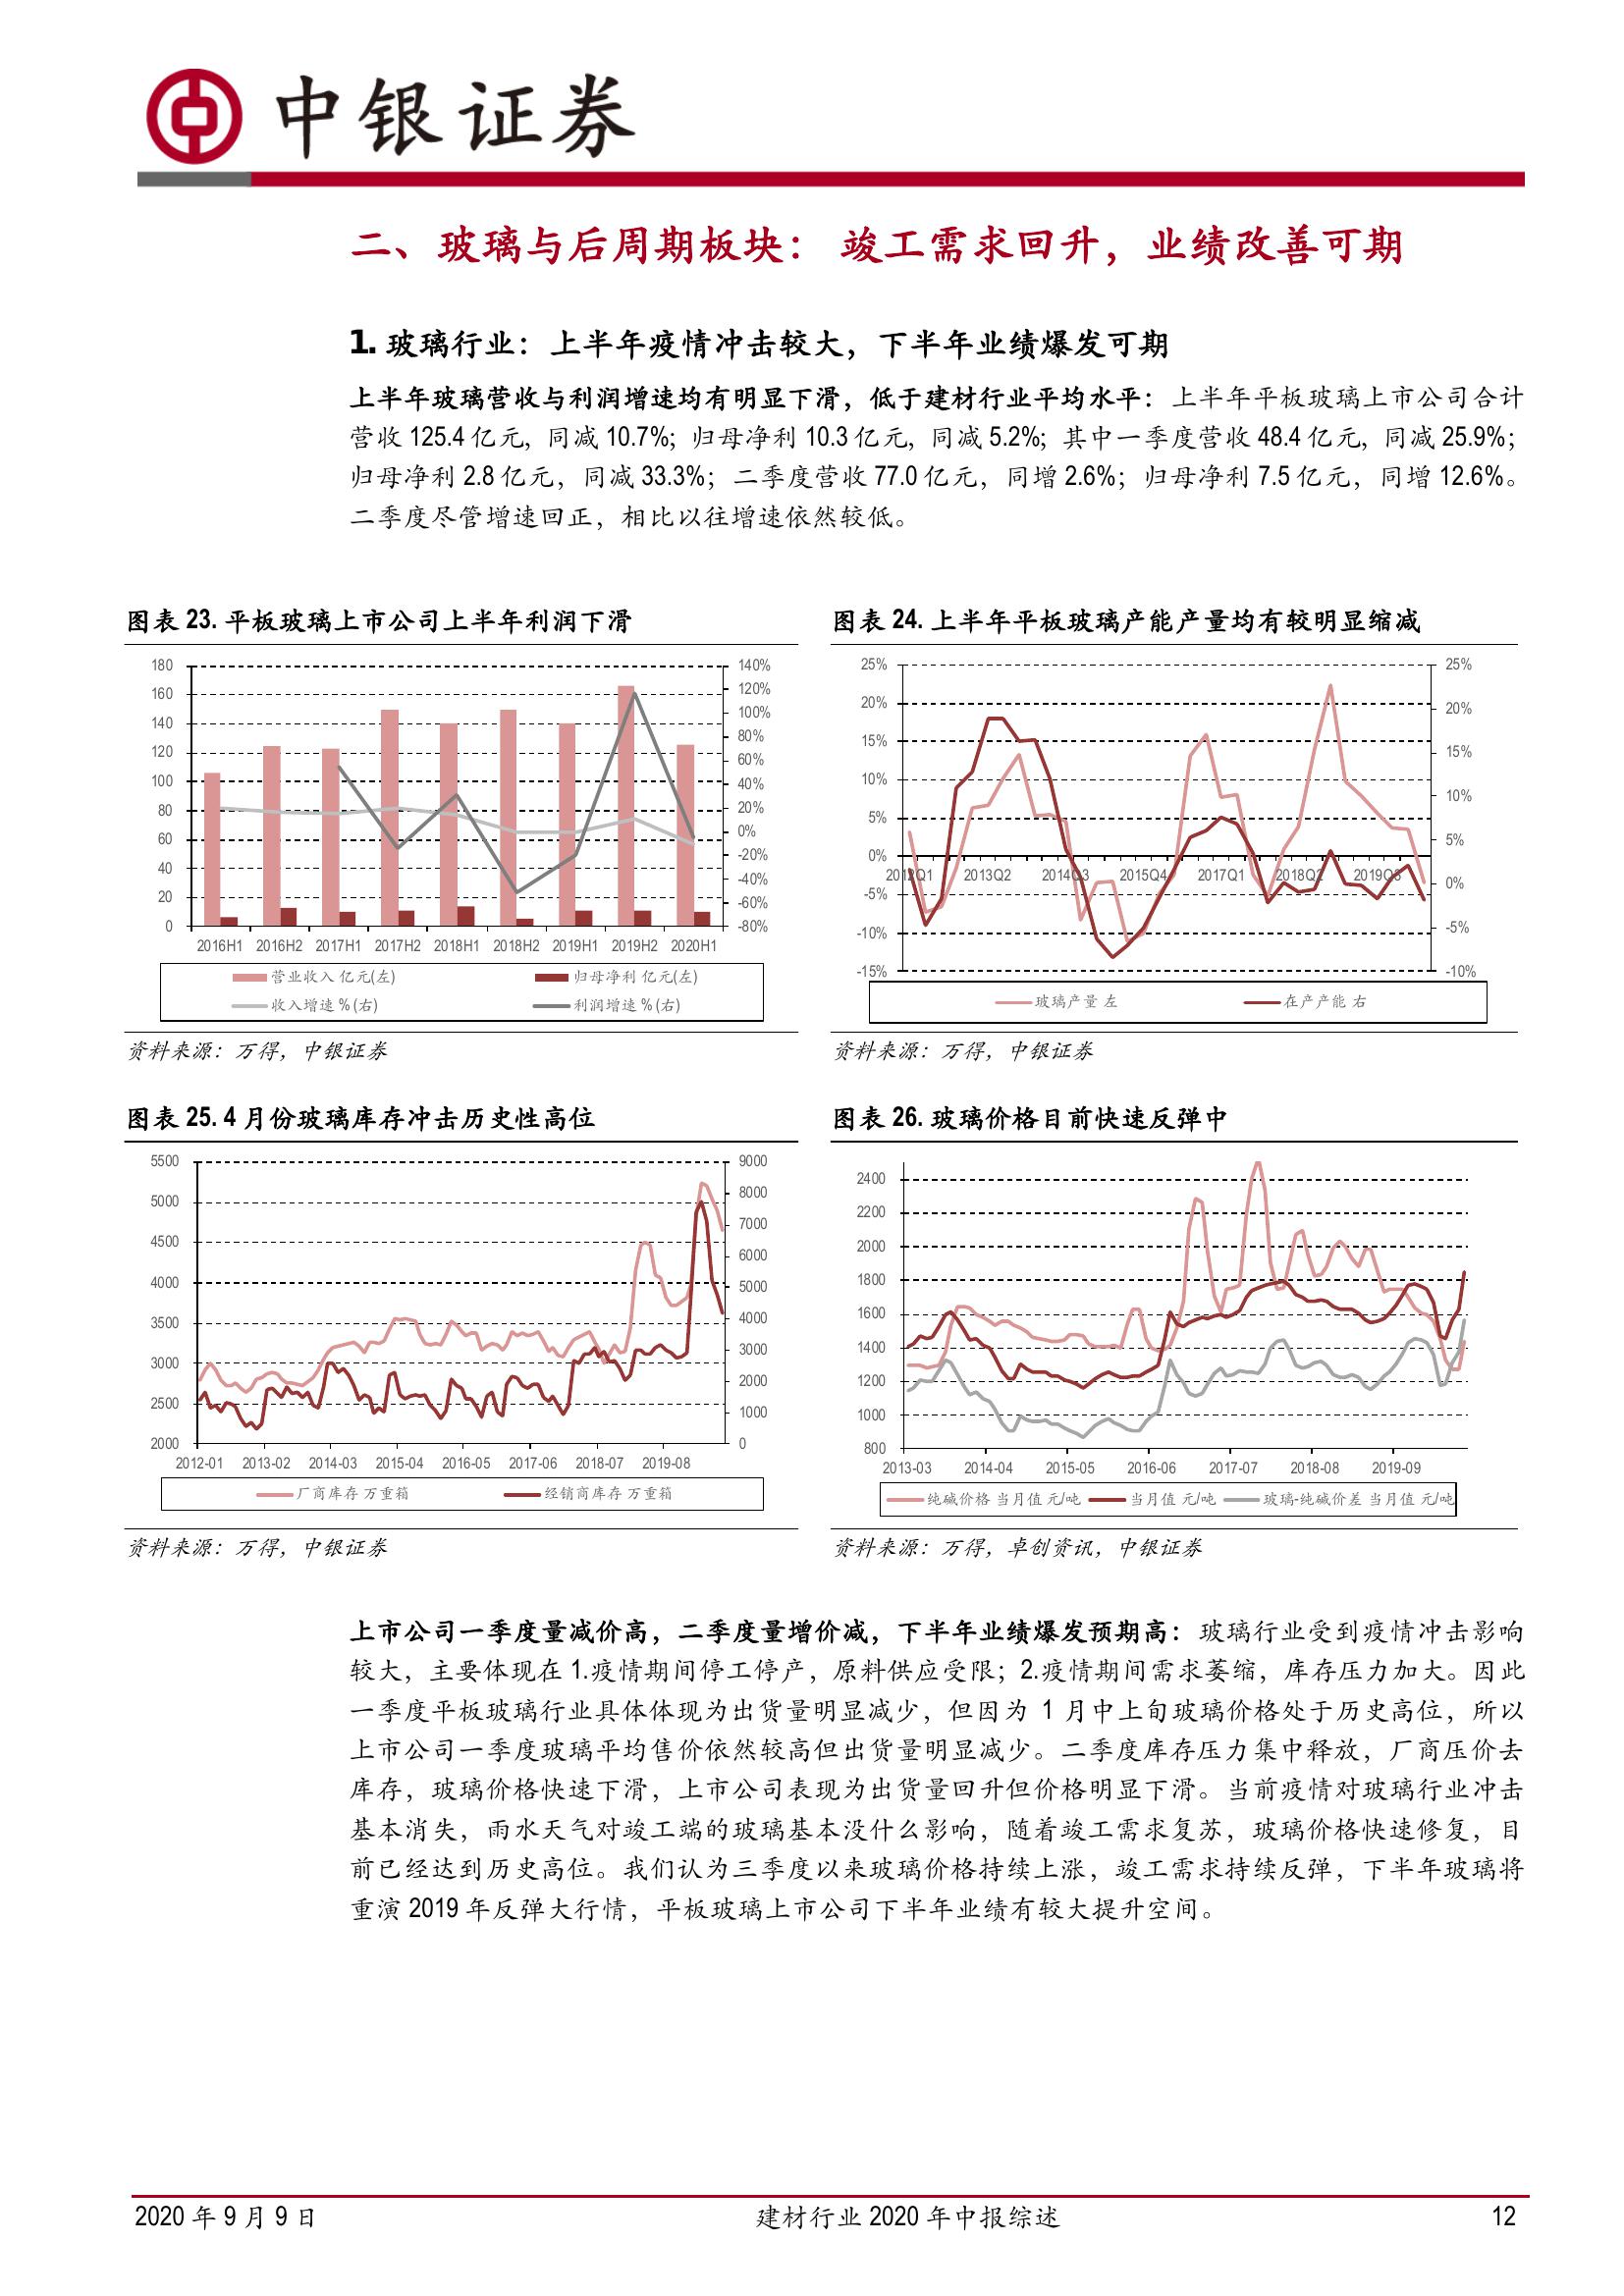 中银证券
二、玻璃与后周期板块： 竣工需求回升，业绩改善可期
1. 玻璃行业：上半年疫情冲击较大，下半年业绩爆发可期
上半年玻璃营收与利润增速均有明显下滑，低于建材行业平均水平：上半年平板玻璃上市公司合计
营收 125.4 亿元，同减 10.7%；归母净利 10.3 亿元，同减 5.2%；其中一季度营收 48.4 亿元，同减 25.9%；
归母净利 2.8 亿元，同减 33.3%；二季度营收 77.0 亿元，同增 2.6%；归母净利 7.5 亿元，同增 12.6%。
二季度尽管增速回正，相比以往增速依然较低。
图表 23. 平板玻璃上市公司上半年利润下滑
180
160
140
120
100
80
60
40
20
0
140%
120%
100%
80%
60%
40%
20%
0%
-20%
-40%
-60%
-80%
2016H1 2016H2 2017H1 2017H2 2018H1 2018H2 2019H1 2019H2 2020H1
营业收入 亿元(左) 归母净利 亿元(左)
收入增速 %(右) 利润增速 %(右)
资料来源：万得，中银证券
图表 24. 上半年平板玻璃产能产量均有较明显缩减
25%
20%
15%
10%
5%
0%
-5%
-10%
-15%
25%
20%
15%
10%
5%
0%
-5%
-10%
2012Q1 2013Q2 2014Q3 2015Q4 2017Q1 2018Q2 2019Q3
玻璃产量 左 在产产能 右
资料来源：万得，中银证券
图表 25. 4 月份玻璃库存冲击历史性高位
5500
5000
4500
4000
3500
3000
2500
2000
9000
8000
7000
6000
5000
4000
3000
2000
1000
0
2012-01 2013-02 2014-03 2015-04 2016-05 2017-06 2018-07 2019-08
厂商库存 万重箱 经销商库存 万重箱
资料来源：万得，中银证券
图表 26. 玻璃价格目前快速反弹中
2400
2200
2000
1800
1600
1400
1200
1000
800
2013-03 2014-04 2015-05 2016-06 2017-07 2018-08 2019-09
纯碱价格 当月值 元/吨 当月值 元/吨 玻璃-纯碱价差 当月值 元/吨
资料来源：万得，卓创资讯，中银证券
上市公司一季度量减价高，二季度量增价减，下半年业绩爆发预期高：玻璃行业受到疫情冲击影响
较大，主要体现在 1.疫情期间停工停产，原料供应受限；2.疫情期间需求萎缩，库存压力加大。因此
一季度平板玻璃行业具体体现为出货量明显减少，但因为 1 月中上旬玻璃价格处于历史高位，所以
上市公司一季度玻璃平均售价依然较高但出货量明显减少。二季度库存压力集中释放，厂商压价去
库存，玻璃价格快速下滑，上市公司表现为出货量回升但价格明显下滑。当前疫情对玻璃行业冲击
基本消失，雨水天气对竣工端的玻璃基本没什么影响，随着竣工需求复苏，玻璃价格快速修复，目
前已经达到历史高位。我们认为三季度以来玻璃价格持续上涨，竣工需求持续反弹，下半年玻璃将
重演 2019 年反弹大行情，平板玻璃上市公司下半年业绩有较大提升空间。
2020 年 9 月 9 日 建材行业 2020 年中报综述 12